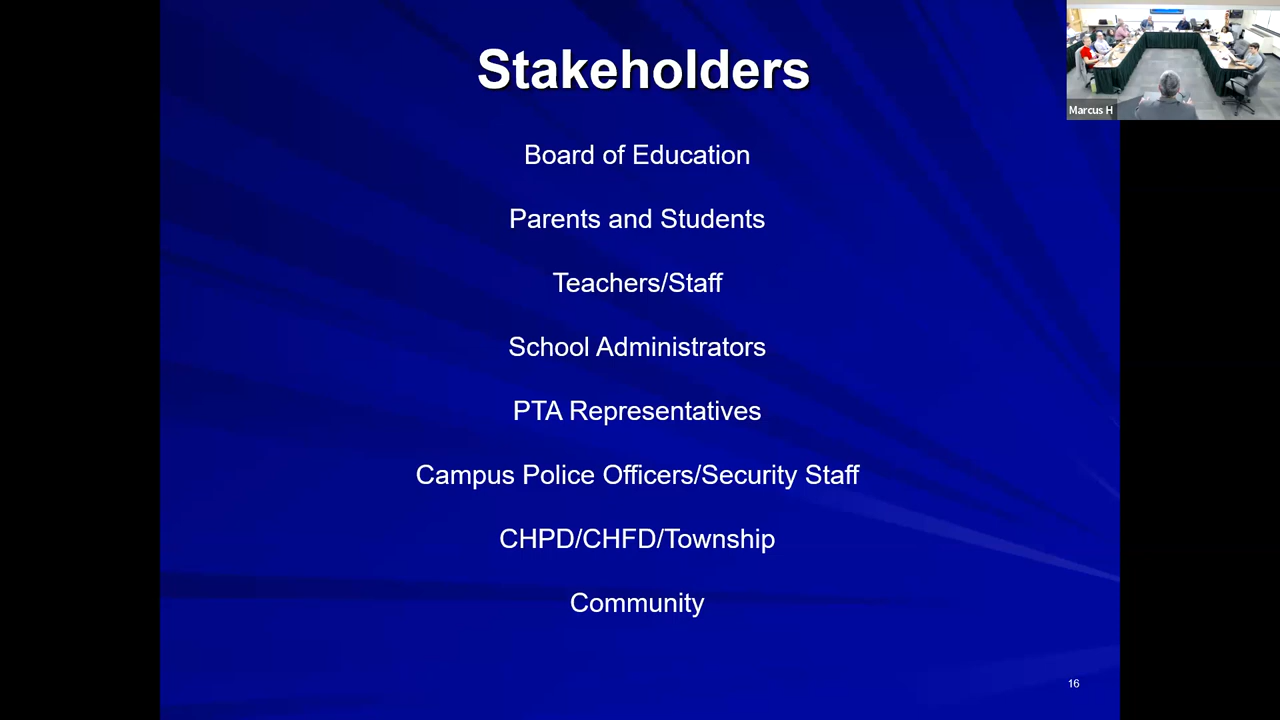 Stakeholders
Marcus H
Board of Education
Parents and Students
Teachers/Staff
School Administrators
PTA Representatives
Campus Police Officers/Security Staff
CHPD/CHFD/Township
Community
16